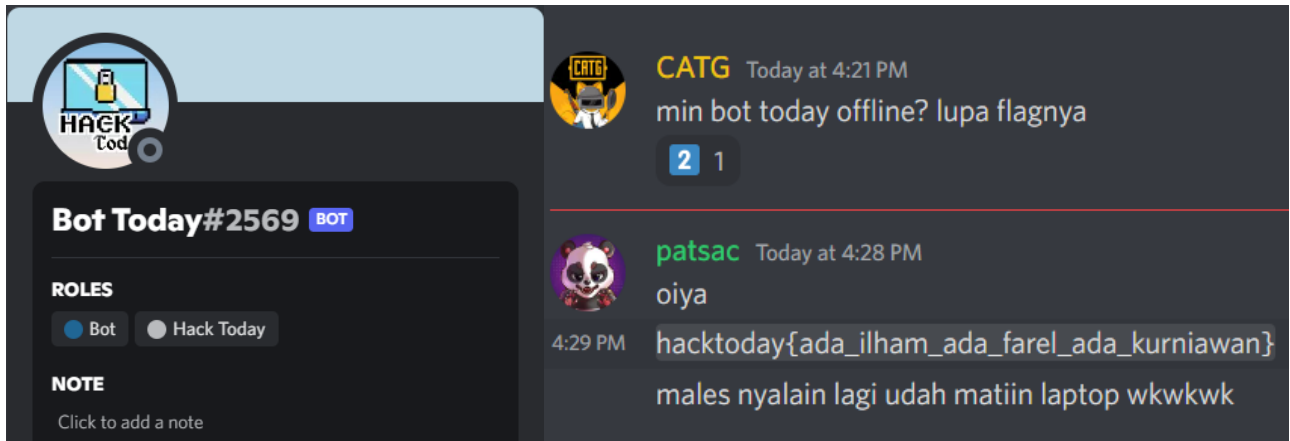 HACK
Tod
Bot Today#2569 BOT
ROLES
Bot Hack Today
NOTE
Click to add a note
CATG
CATG Today at 4:21 PM
min bot today offline? lupa flagnya
2 1
patsac Today at 4:28 PM
oiya
4:29 PM hacktoday{ada_ilham_ada_farel_ada_kurniawan}
males nyalain lagi udah matiin laptop wkwkwk